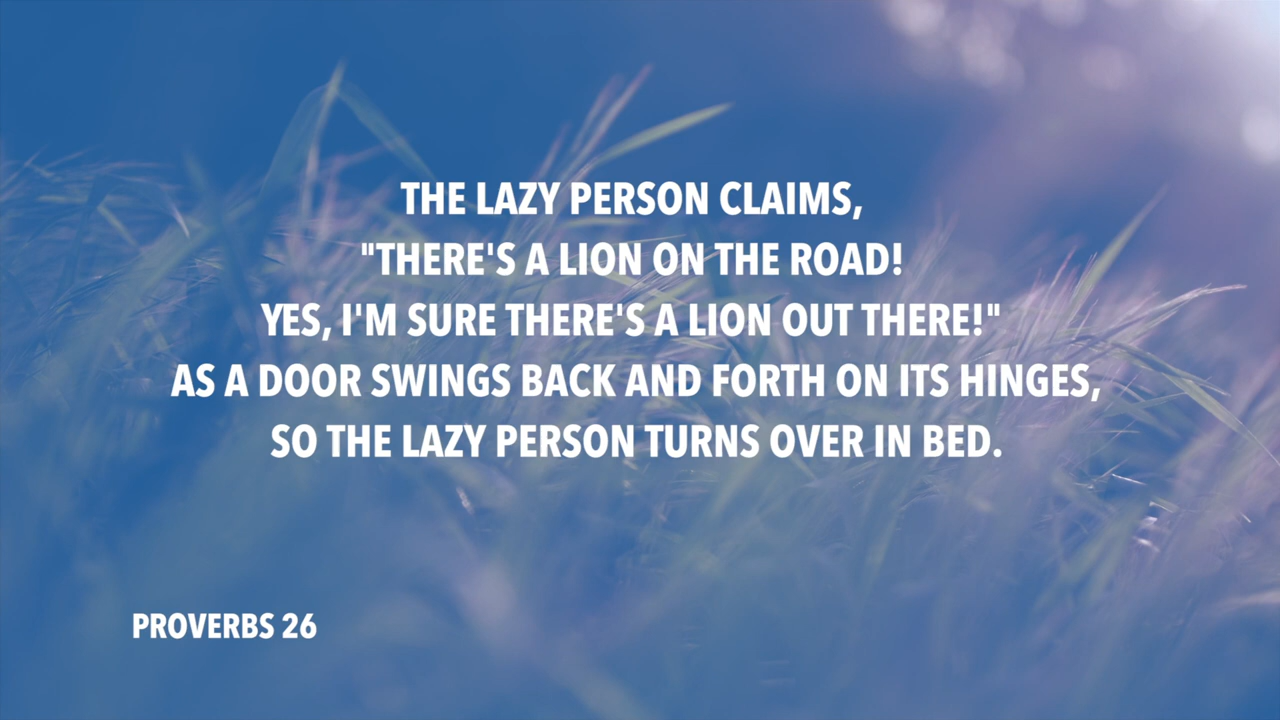 THE LAZY PERSON CLAIMS,
"THERE'S A LION ON THE ROAD!
YES, I'M SURE THERE'S A LION OUT THERE!"
AS A DOOR SWINGS BACK AND FORTH ON ITS HINGES,
SO THE LAZY PERSON TURNS OVER IN BED.
PROVERBS 26